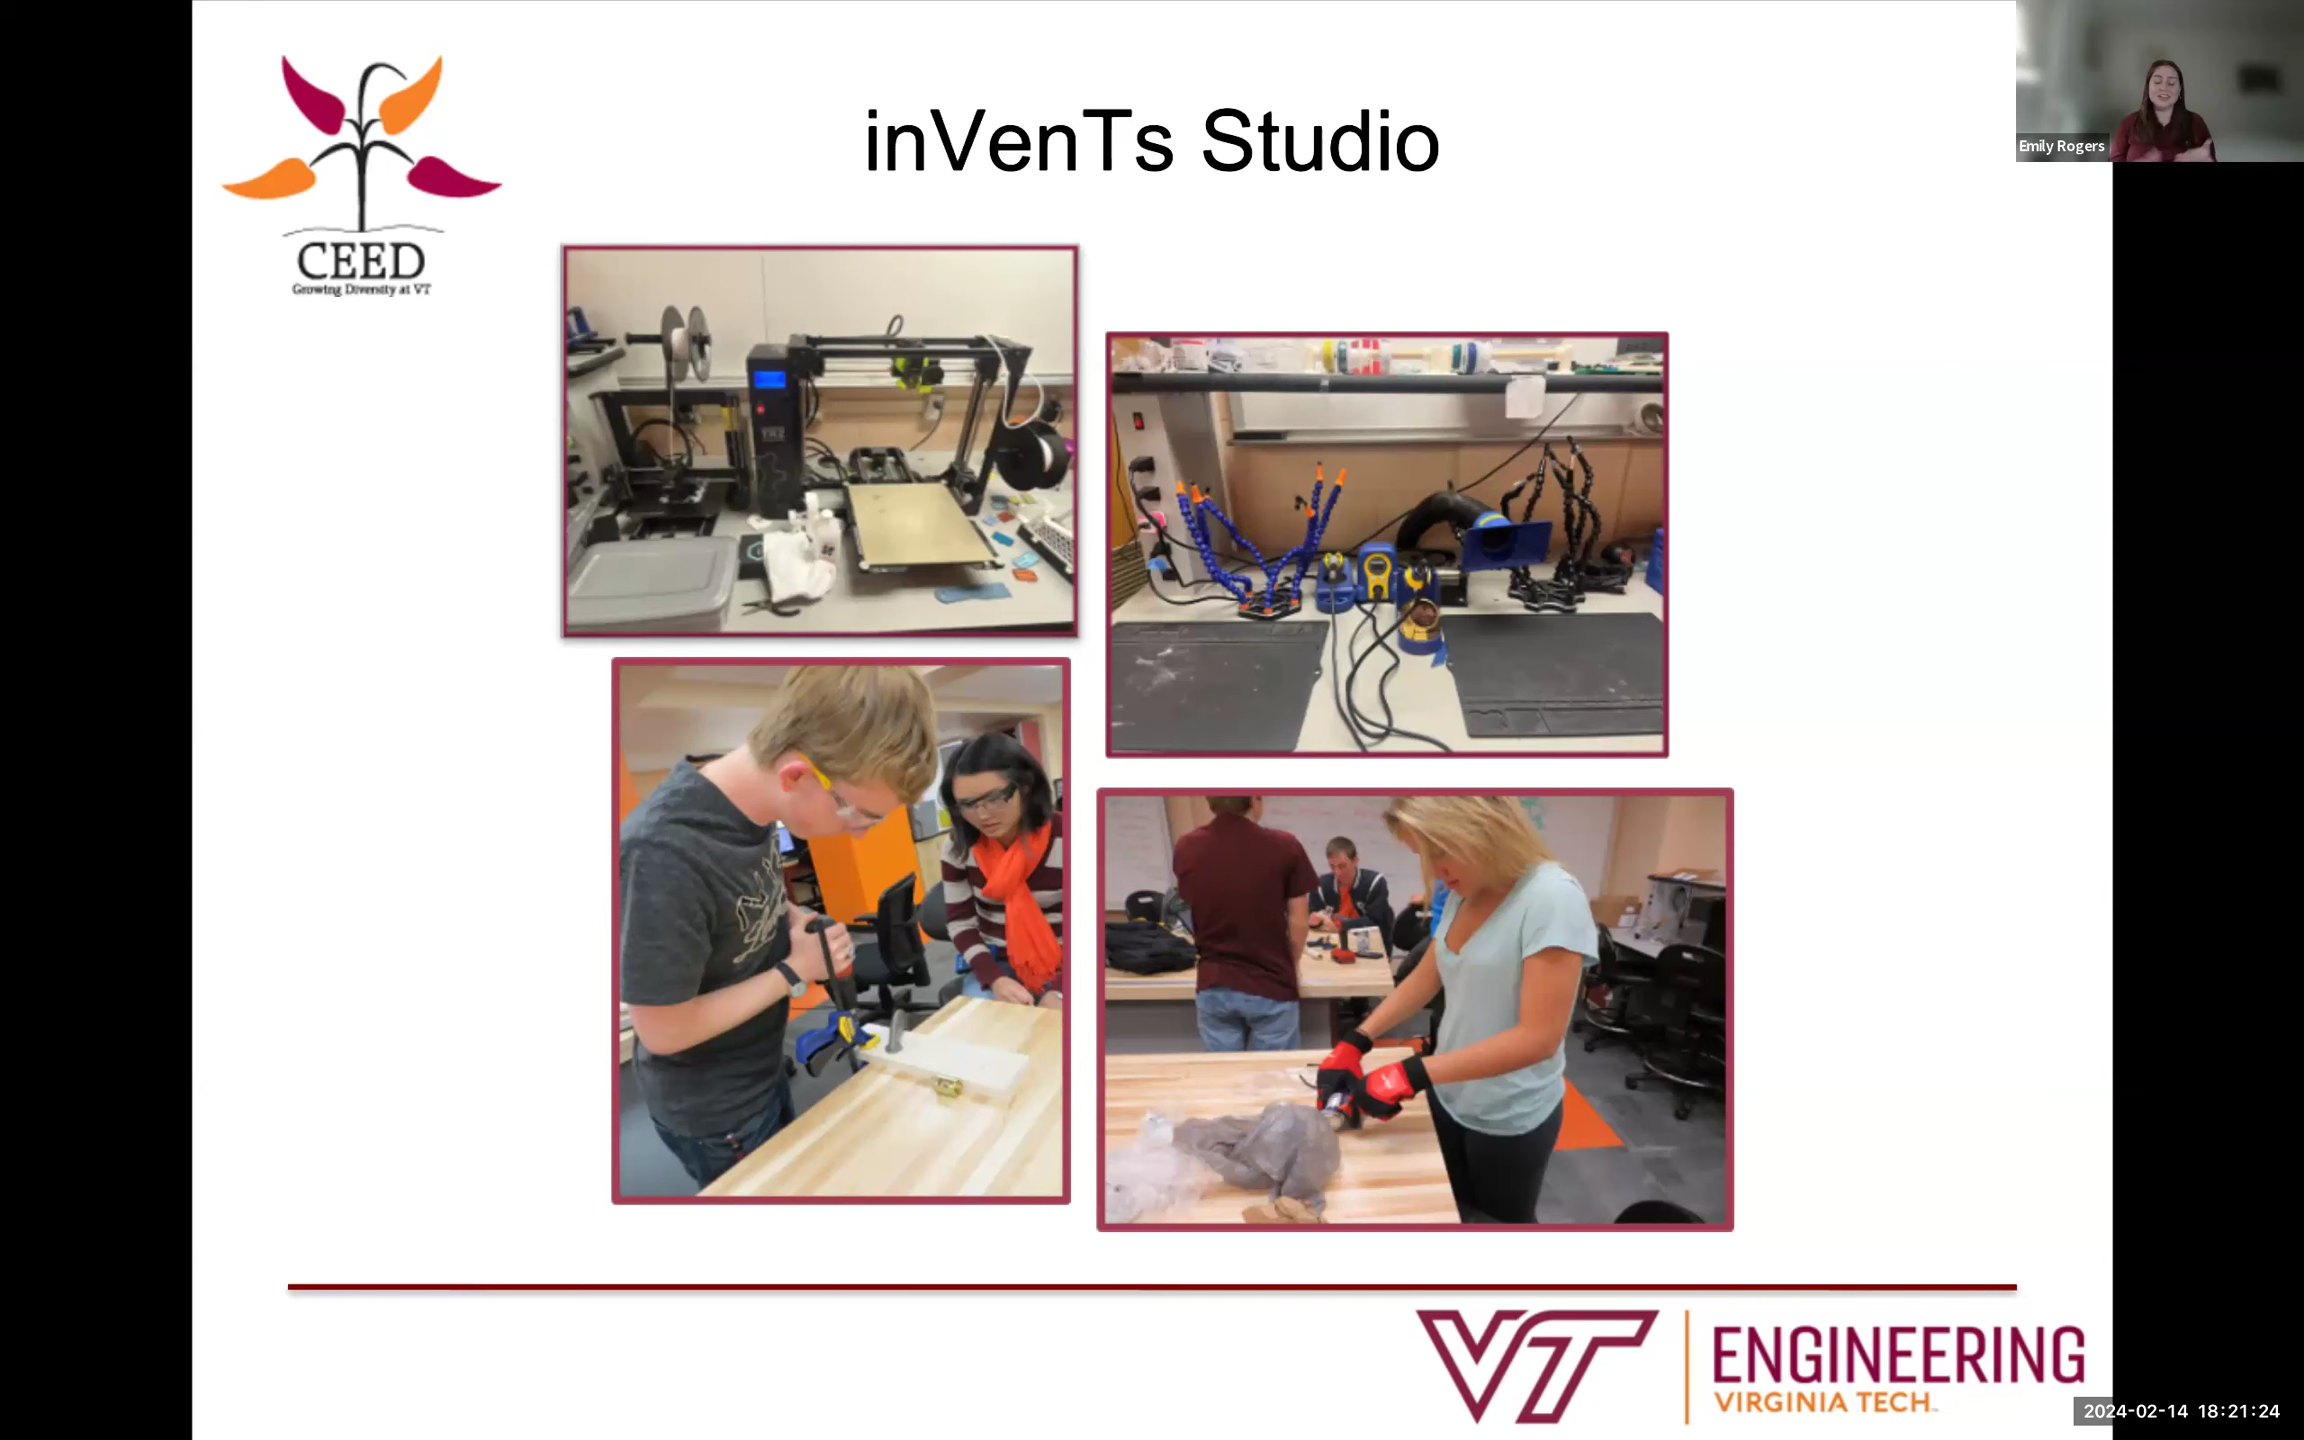 inVenTs Studio
CEED
Growing Diversity at VT
Emily Rogers
VT
ENGINEERING
VIRGINIA TECH
2024-02-14 18:21:24